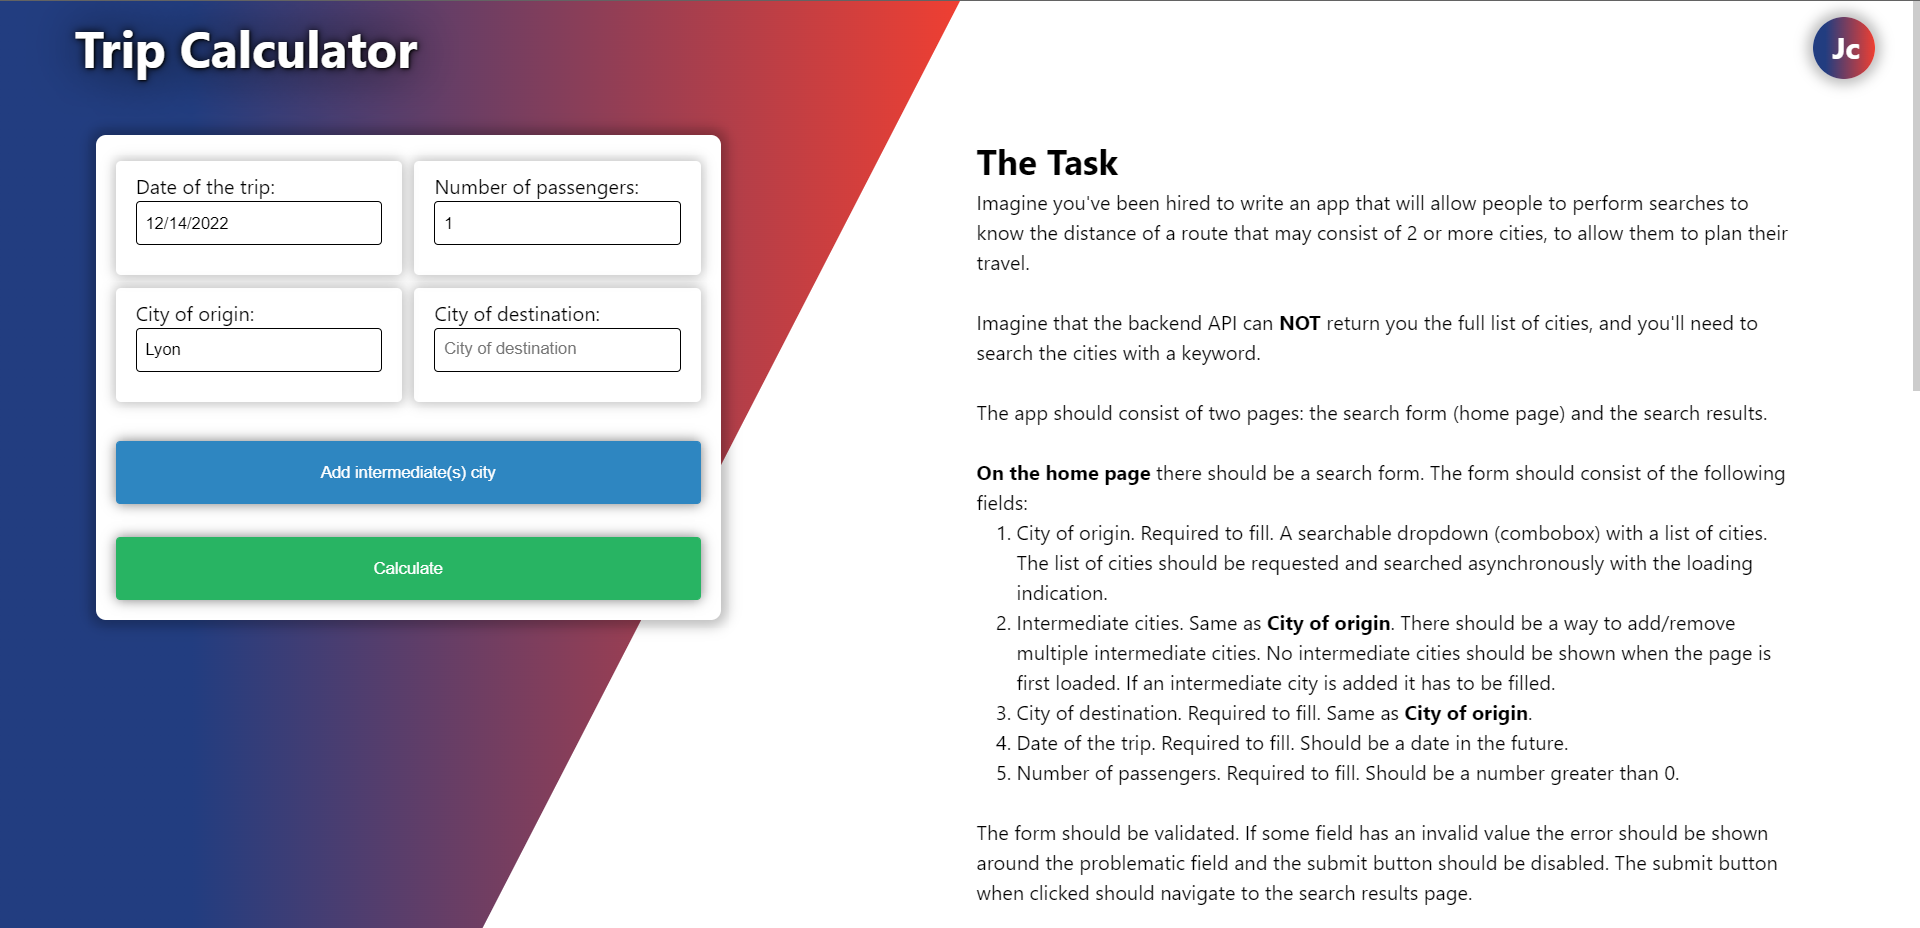 Trip Calculator
Jc
Date of the trip:
12/14/2022
Number of passengers:
1
City of origin:
Lyon
City of destination:
City of destination
Add intermediate(s) city
Calculate
The Task
Imagine you've been hired to write an app that will allow people to perform searches to
know the distance of a route that may consist of 2 or more cities, to allow them to plan their
travel.
Imagine that the backend API can NOT return you the full list of cities, and you'll need to
search the cities with a keyword.
The app should consist of two pages: the search form (home page) and the search results.
On the home page there should be a search form. The form should consist of the following
fields:
1. City of origin. Required to fill. A searchable dropdown (combobox) with a list of cities.
The list of cities should be requested and searched asynchronously with the loading
indication.
2. Intermediate cities. Same as City of origin. There should be a way to add/remove
multiple intermediate cities. No intermediate cities should be shown when the page is
first loaded. If an intermediate city is added it has to be filled.
3. City of destination. Required to fill. Same as City of origin.
4. Date of the trip. Required to fill. Should be a date in the future.
5. Number of passengers. Required to fill. Should be a number greater than 0.
The form should be validated. If some field has an invalid value the error should be shown
around the problematic field and the submit button should be disabled. The submit button
when clicked should navigate to the search results page.